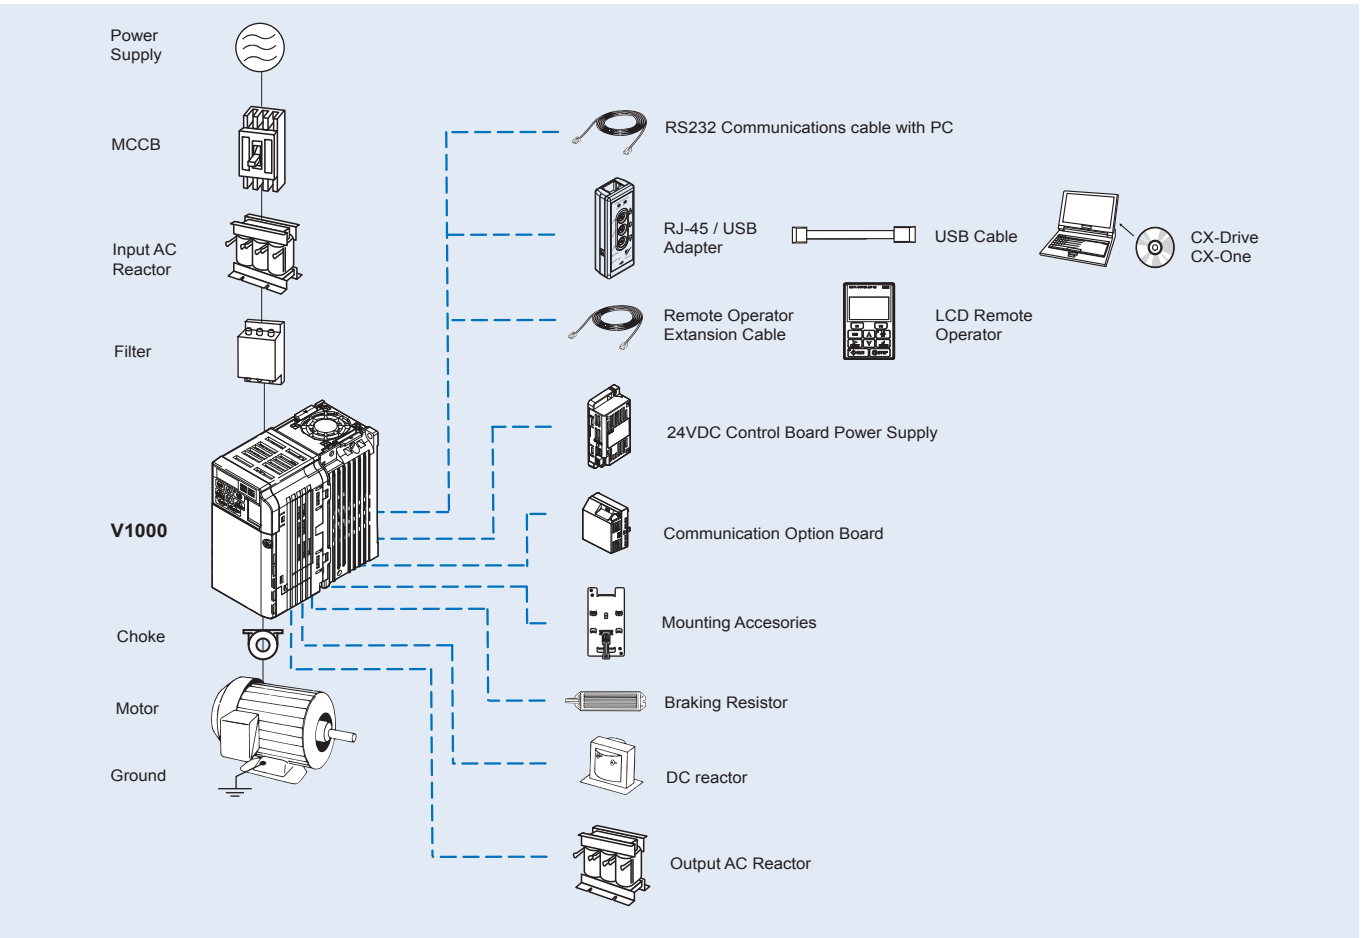 Power
Supply
MCCB
Input AC
Reactor
Filter
V1000
Choke
Motor
Ground
RS232 Communications cable with PC
RJ-45 / USB
Adapter
USB Cable
CX-Drive
CX-One
Remote Operator
Extansion Cable
LCD Remote
Operator
24VDC Control Board Power Supply
Communication Option Board
Mounting Accesories
Braking Resistor
DC reactor
Output AC Reactor